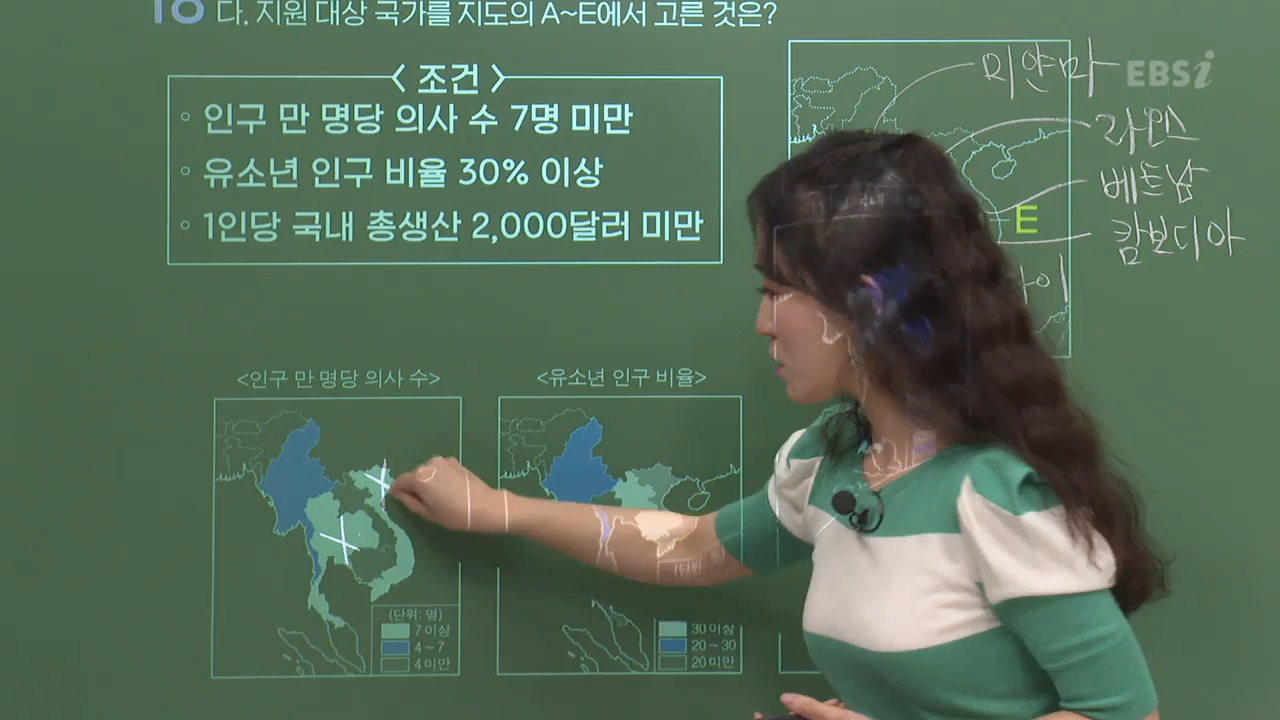 18 다. 지원 대상 국가를 지도의 A~E에서 고른 것은?
< 조건 >
◦ 인구 만 명당 의사 수 7명 미만
◦ 유소년 인구 비율 30% 이상
◦ 1인당 국내 총생산 2,000달러 미만
미얀마
EBSi
라오스
베트남
E
캄보디아
<인구 만 명당 의사 수>
(단위: 명)
7 이상
4~7
4 미만
<유소년 인구 비율>
(단위
30 이상
20~30
20 미만